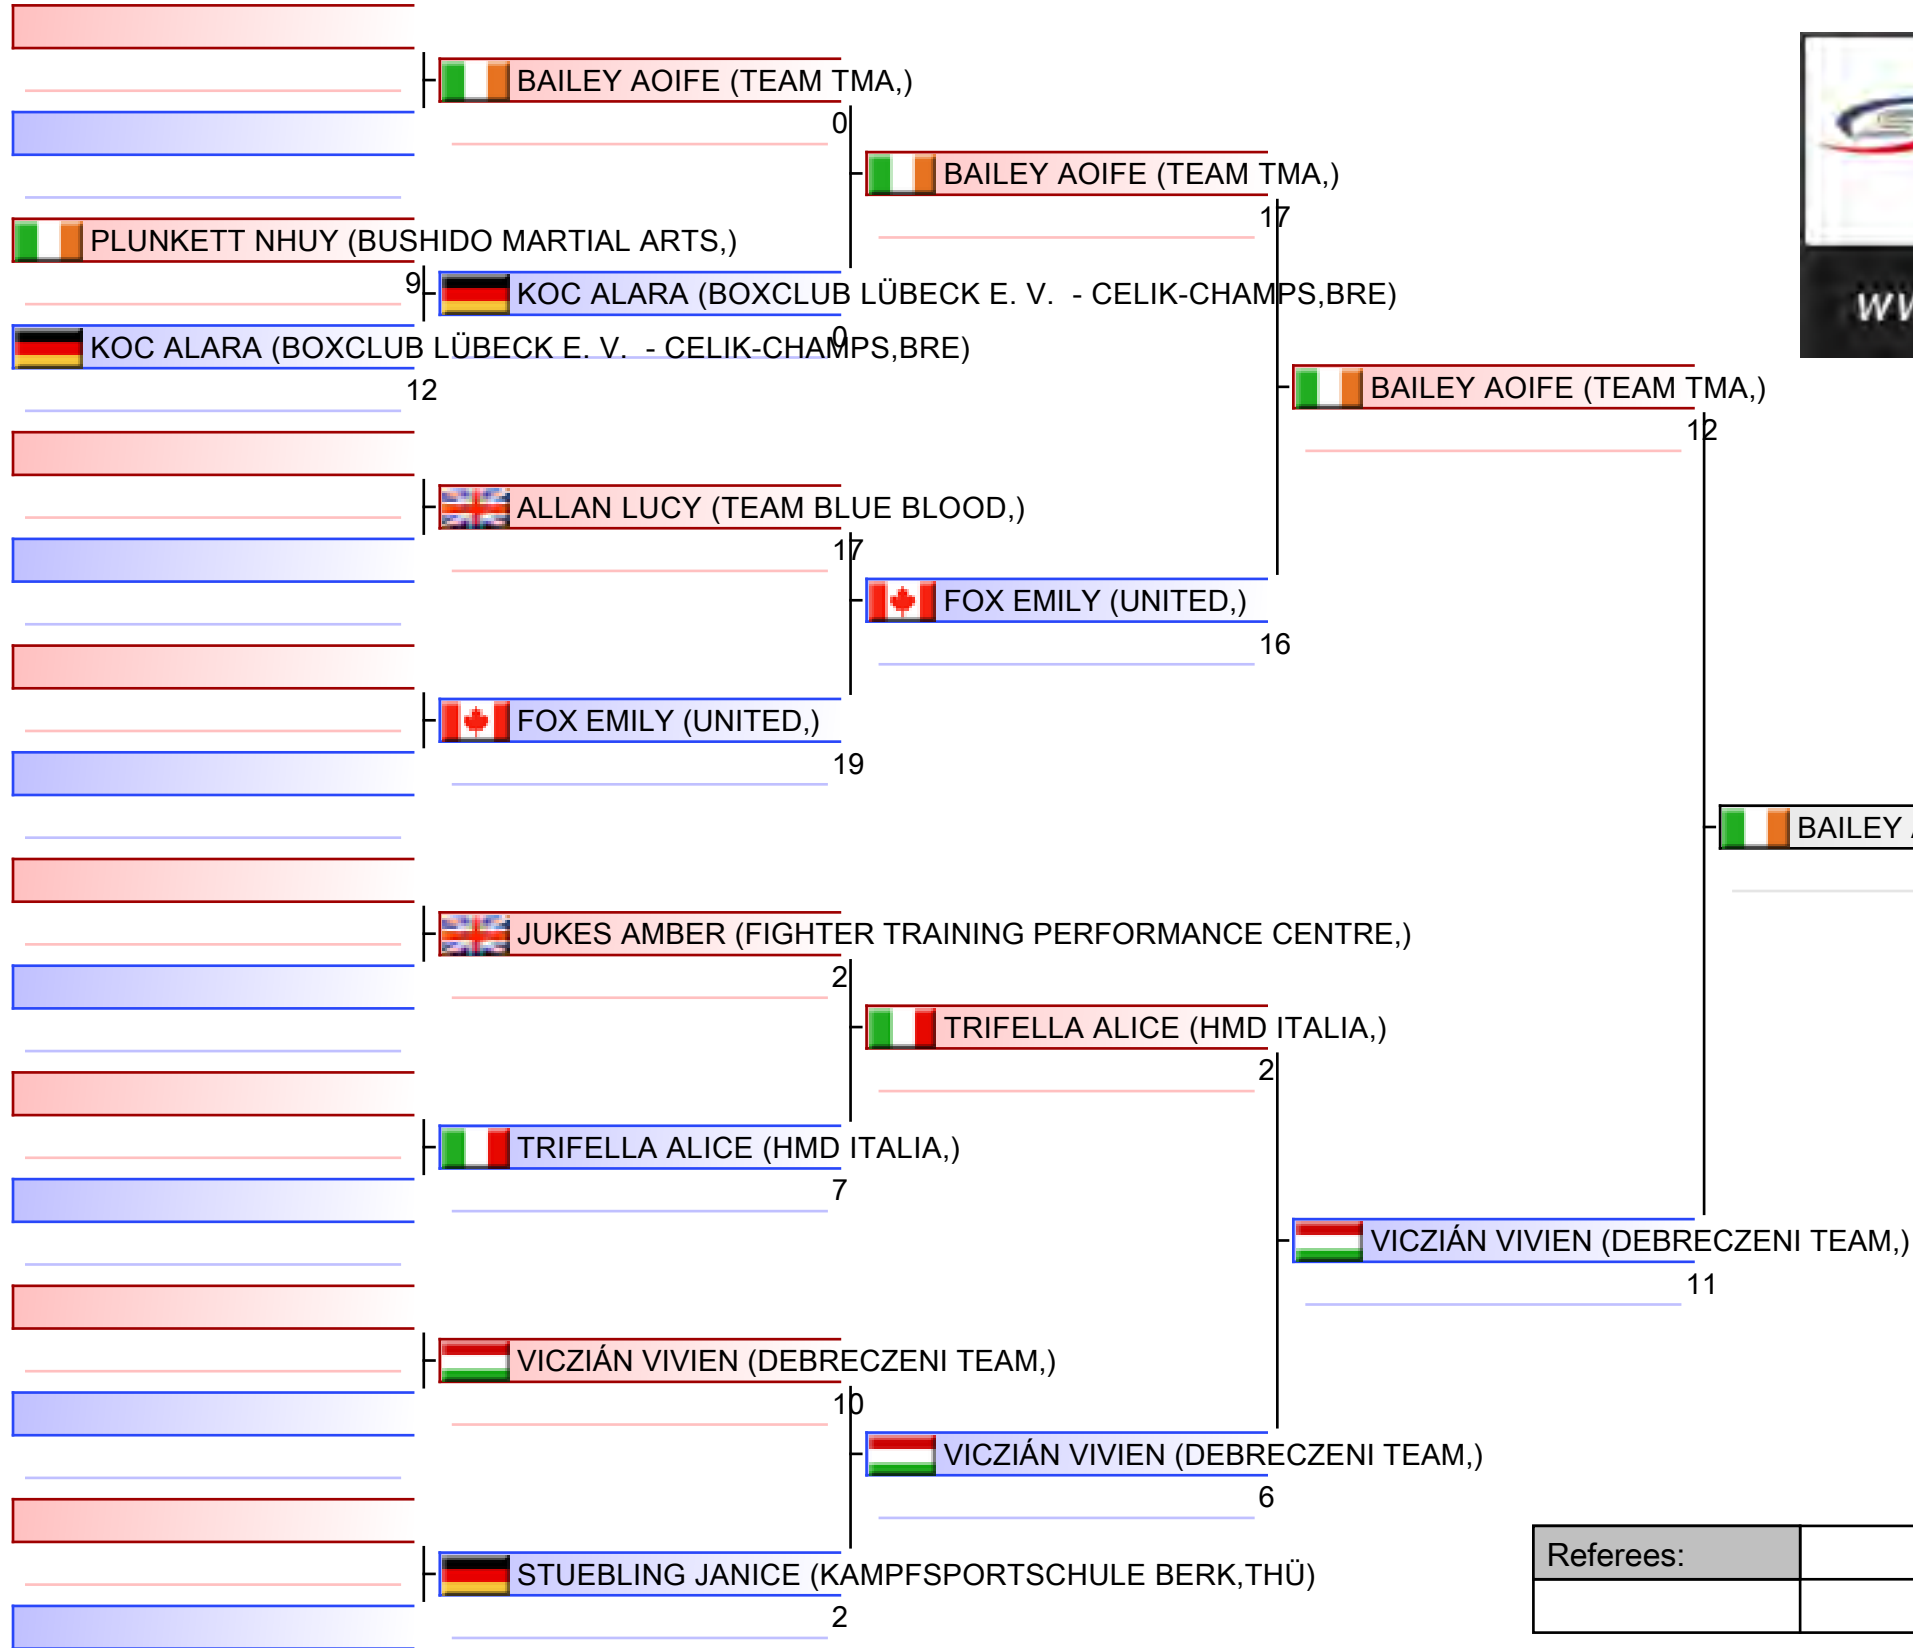 BAILEY AOIFE (TEAM TMA,)
0
BAILEY AOIFE (TEAM TMA,)
17
PLUNKETT NHUY (BUSHIDO MARTIAL ARTS,)
9
KOC ALARA (BOXCLUB LÜBECK E. V. - CELIK-CHAMPS,BRE)
0
KOC ALARA (BOXCLUB LÜBECK E. V. - CELIK-CHAMPS,BRE)
12
BAILEY AOIFE (TEAM TMA,)
12
ALLAN LUCY (TEAM BLUE BLOOD,)
17
FOX EMILY (UNITED,)
16
FOX EMILY (UNITED,)
19
BAILEY
JUKES AMBER (FIGHTER TRAINING PERFORMANCE CENTRE,)
2
TRIFELLA ALICE (HMD ITALIA,)
2
TRIFELLA ALICE (HMD ITALIA,)
7
VICZIÁN VIVIEN (DEBRECZENI TEAM,)
11
VICZIÁN VIVIEN (DEBRECZENI TEAM,)
10
VICZIÁN VIVIEN (DEBRECZENI TEAM,)
6
STUEBLING JANICE (KAMPFSPORTSCHULE BERK,THÜ)
2
Referees: